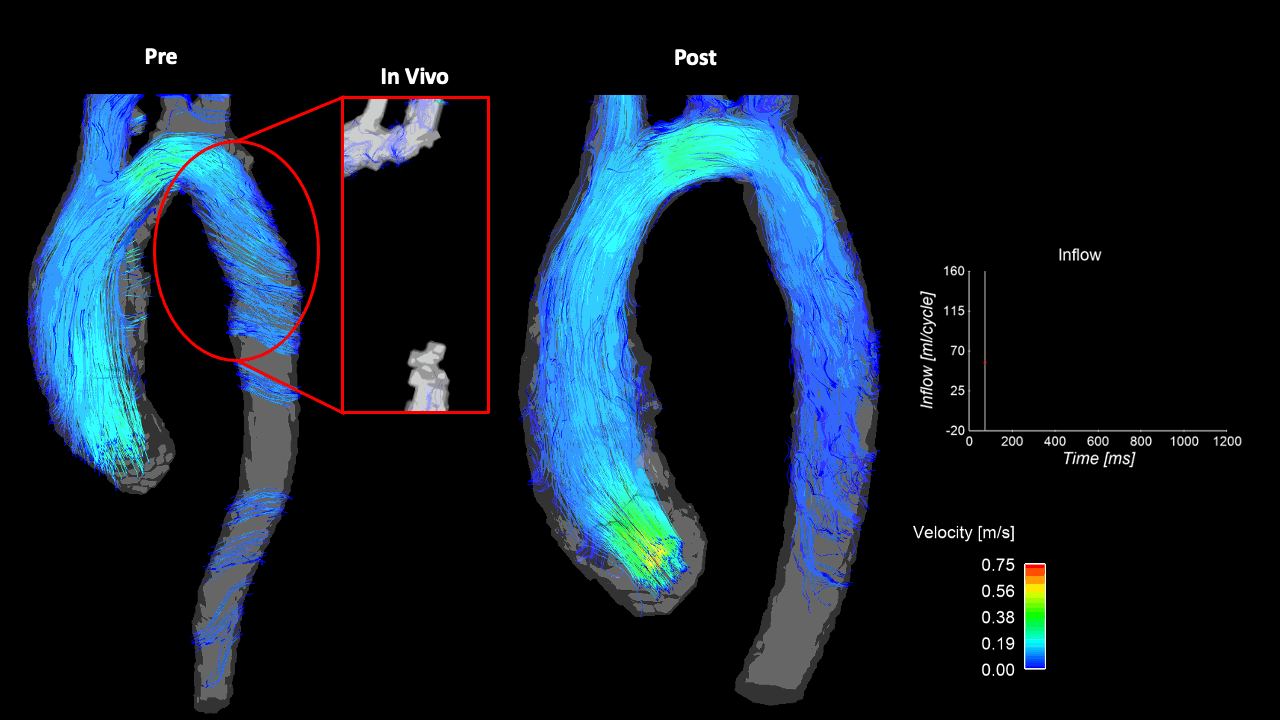 Pre
In Vivo
Post
Inflow
Inflow [ml/cycle]
160
115
70
25
-20
0 200 400 600 800 1000 1200
Time [ms]
Velocity [m/s]
0.75
0.56
0.38
0.19
0.00